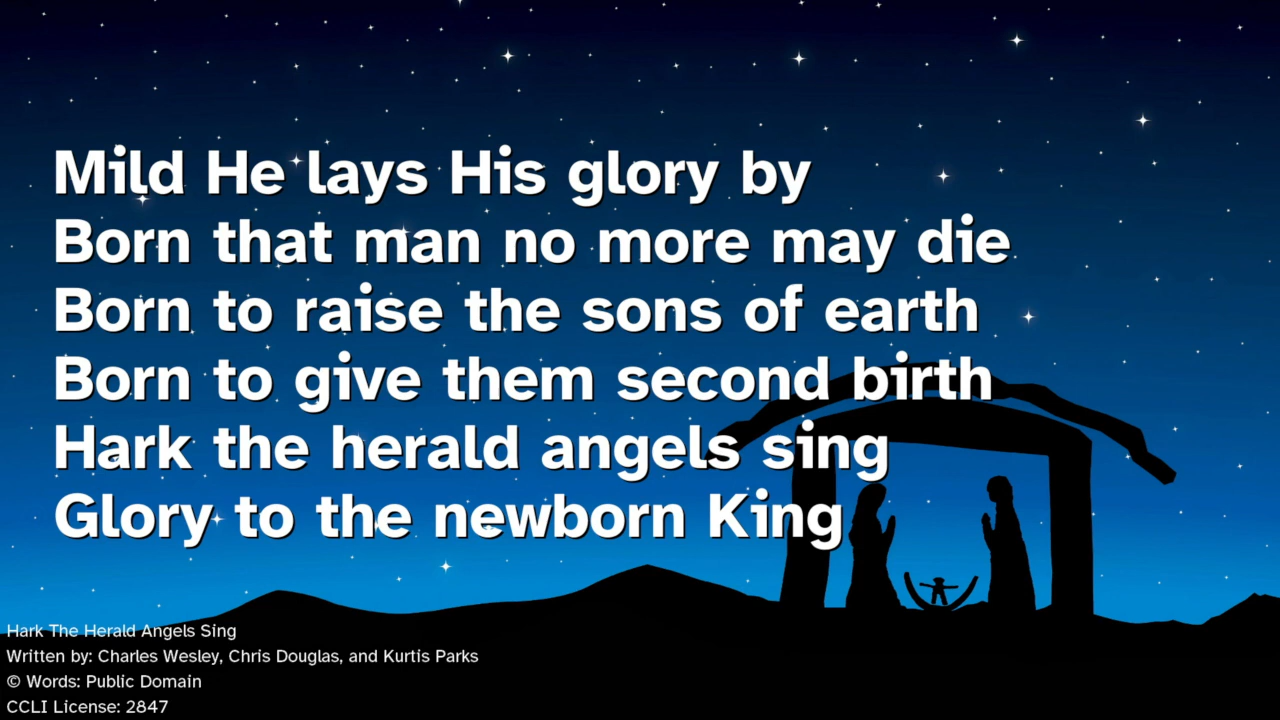 Mild He lays His glory by
Born that man no more may die
Born to raise the sons of earth
Born to give them second birth
Hark the herald angels sing
Glory to the newborn King
Hark The Herald Angels Sing
Written by: Charles Wesley, Chris Douglas, and Kurtis Parks
© Words: Public Domain
CCLI License: 2847